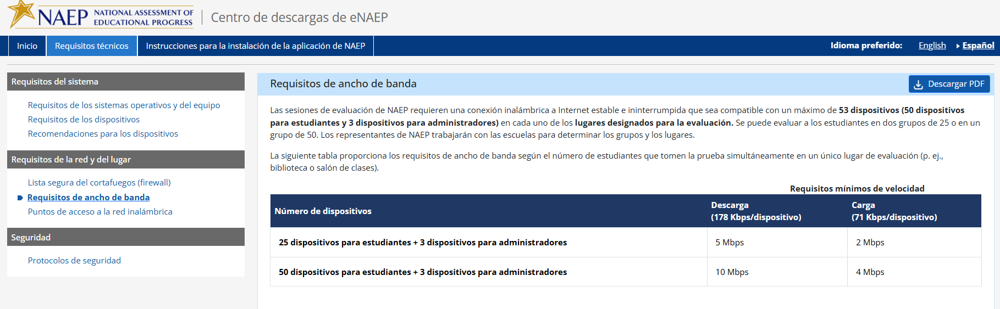 NAEP NATIONAL ASSESSMENT OF
EDUCATIONAL PROGRESS
Centro de descargas de eNAEP
Inicio
Requisitos técnicos
Instrucciones para la instalación de la aplicación de NAEP
Idioma preferido:
English
Español
Requisitos del sistema
Requisitos de los sistemas operativos y del equipo
Requisitos de los dispositivos
Recomendaciones para los dispositivos
Requisitos de la red y del lugar
Lista segura del cortafuegos (firewall)
Requisitos de ancho de banda
Puntos de acceso a la red inalámbrica
Seguridad
Protocolos de seguridad
Requisitos de ancho de banda
Descargar PDF
Las sesiones de evaluación de NAEP requieren una conexión inalámbrica a Internet estable e ininterrumpida que sea compatible con un máximo de 53 dispositivos (50 dispositivos
para estudiantes y 3 dispositivos para administradores) en cada uno de los lugares designados para la evaluación. Se puede evaluar a los estudiantes en dos grupos de 25 o en un
grupo de 50. Los representantes de NAEP trabajarán con las escuelas para determinar los grupos y los lugares.
La siguiente tabla proporciona los requisitos de ancho de banda según el número de estudiantes que tomen la prueba simultáneamente en un único lugar de evaluación (p. ej.,
biblioteca o salón de clases).
Requisitos mínimos de velocidad
Número de dispositivos
Descarga
(178 Kbps/dispositivo)
Carga
(71 Kbps/dispositivo)
25 dispositivos para estudiantes + 3 dispositivos para administradores
5 Mbps
2 Mbps
50 dispositivos para estudiantes + 3 dispositivos para administradores
10 Mbps
4 Mbps